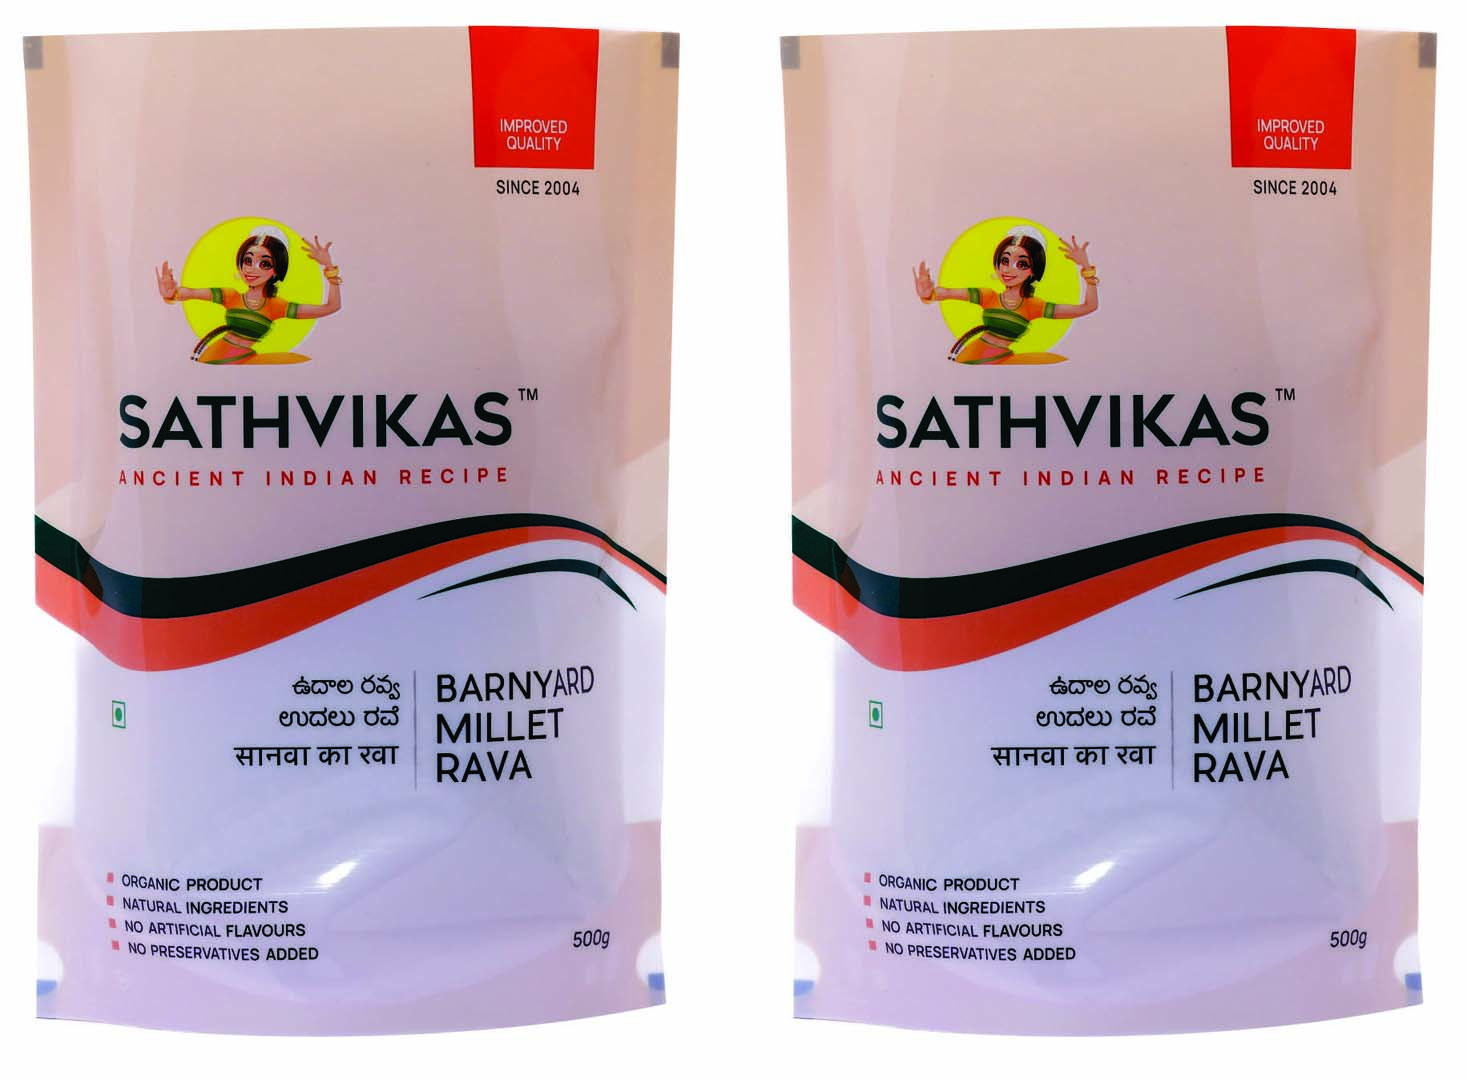 IMPROVED
QUALITY
SINCE 2004
SATHVIKAS™
ANCIENT INDIAN RECIPE
ఉదాల రవ్వ
ಉದಲು ರವೆ
सानवा का रवा
BARNYARD
MILLET
RAVA
ORGANIC PRODUCT
NATURAL INGREDIENTS
NO ARTIFICIAL FLAVOURS
NO PRESERVATIVES ADDED
500g
IMPROVED
QUALITY
SINCE 2004
SATHVIKAS™
ANCIENT INDIAN RECIPE
ఉదాల రవ్వ
ಉದಲು ರವೆ
सानवा का रवा
BARNYARD
MILLET
RAVA
ORGANIC PRODUCT
NATURAL INGREDIENTS
NO ARTIFICIAL FLAVOURS
NO PRESERVATIVES ADDED
500g